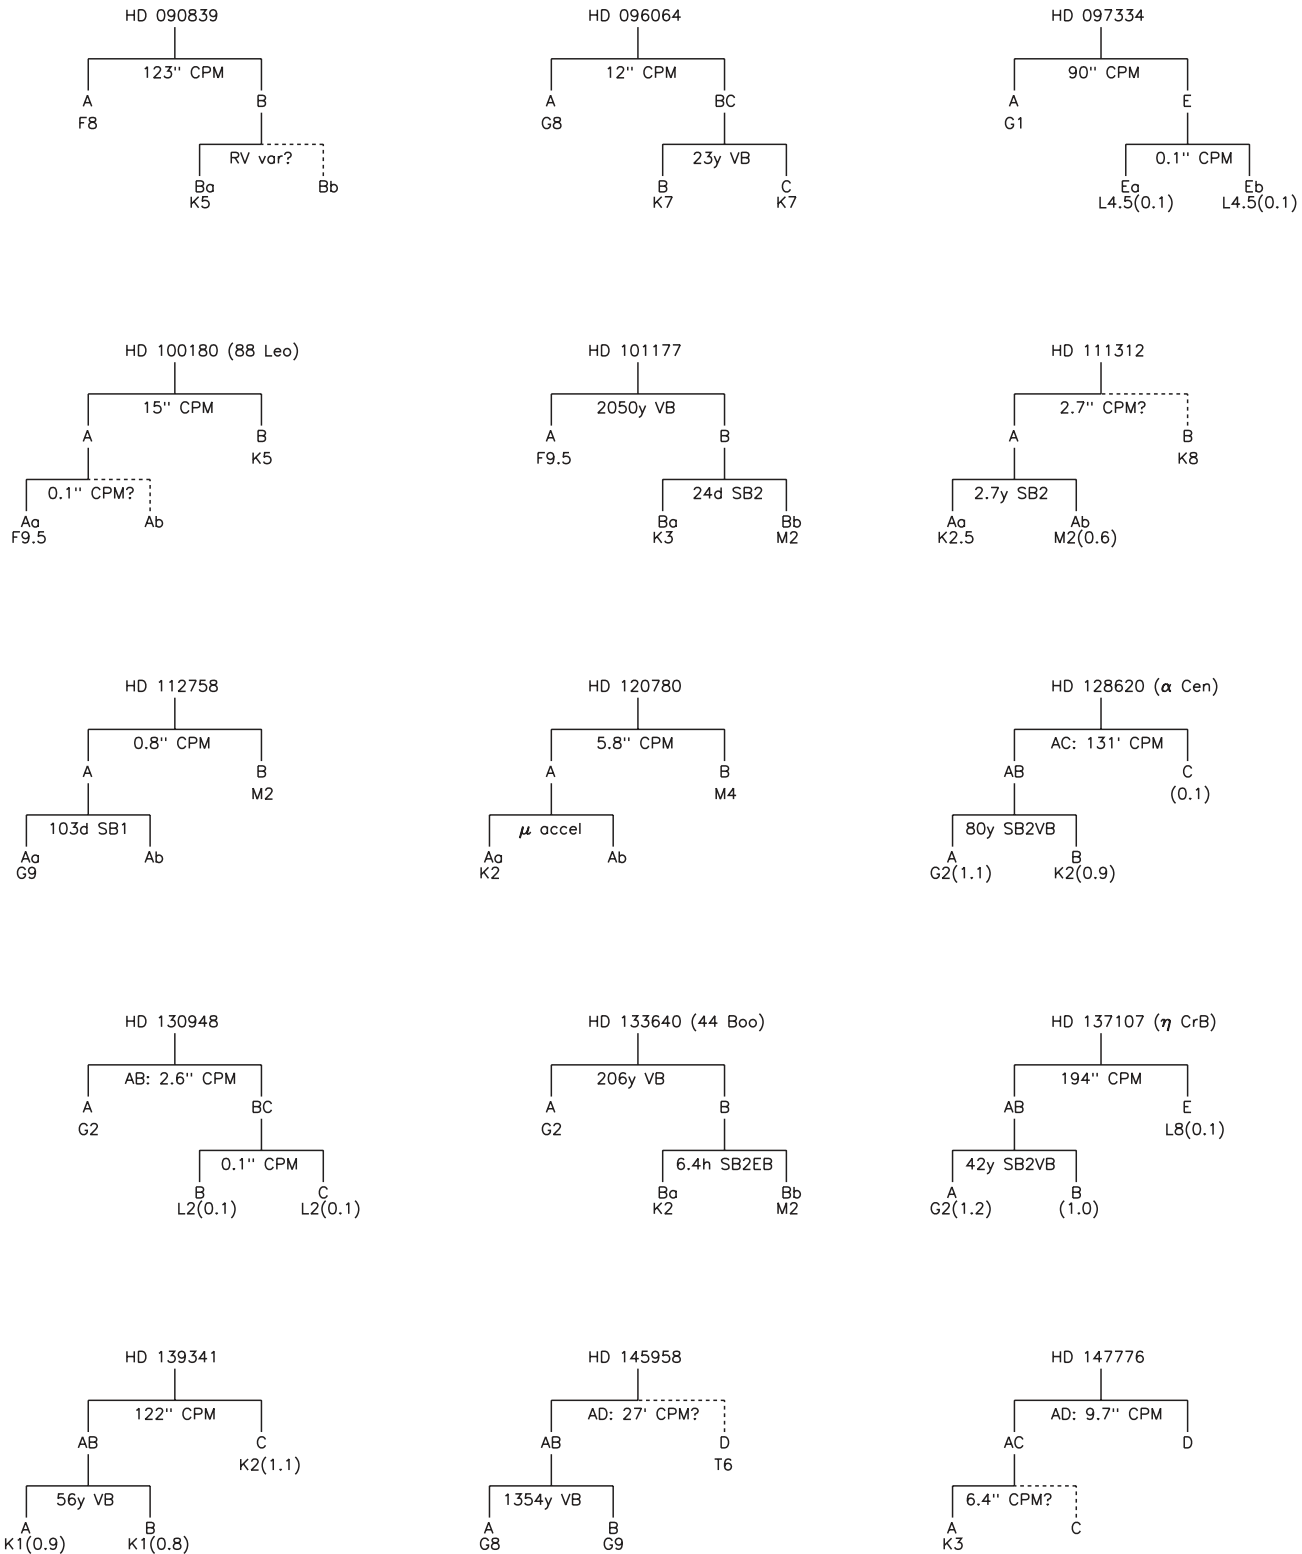 HD 090839
123" CPM
A
B
F8
RV var?
Ba
Bb
K5
HD 096064
12" CPM
A
BC
G8
23y VB
B
C
K7
K7
HD 097334
90" CPM
A
E
G1
0.1" CPM
Ea
Eb
L4.5(0.1)
L4.5(0.1)
HD 100180 (88 Leo)
15" CPM
A
B
K5
0.1" CPM?
Aa
Ab
F9.5
HD 101177
2050y VB
A
B
F9.5
24d SB2
Ba
Bb
K3
M2
HD 111312
2.7" CPM?
A
B
K8
2.7y SB2
Aa
Ab
K2.5
M2(0.6)
HD 112758
0.8" CPM
A
B
M2
103d SB1
Aa
Ab
G9
HD 120780
5.8" CPM
A
B
M4
μ accel
Aa
Ab
K2
HD 128620 (α Cen)
AC: 131' CPM
AB
C
(0.1)
80y SB2VB
A
B
G2(1.1)
K2(0.9)
HD 130948
AB: 2.6" CPM
A
BC
G2
0.1" CPM
B
C
L2(0.1)
L2(0.1)
HD 133640 (44 Boo)
206y VB
A
B
G2
6.4h SB2EB
Ba
Bb
K2
M2
HD 137107 (η CrB)
194" CPM
AB
E
L8(0.1)
42y SB2VB
A
B
G2(1.2)
(1.0)
HD 139341
122" CPM
AB
C
K2(1.1)
56y VB
A
B
K1(0.9)
K1(0.8)
HD 145958
AD: 27' CPM?
AB
D
T6
1354y VB
A
B
G8
G9
HD 147776
AD: 9.7" CPM
AC
D
6.4" CPM?
A
C
K3